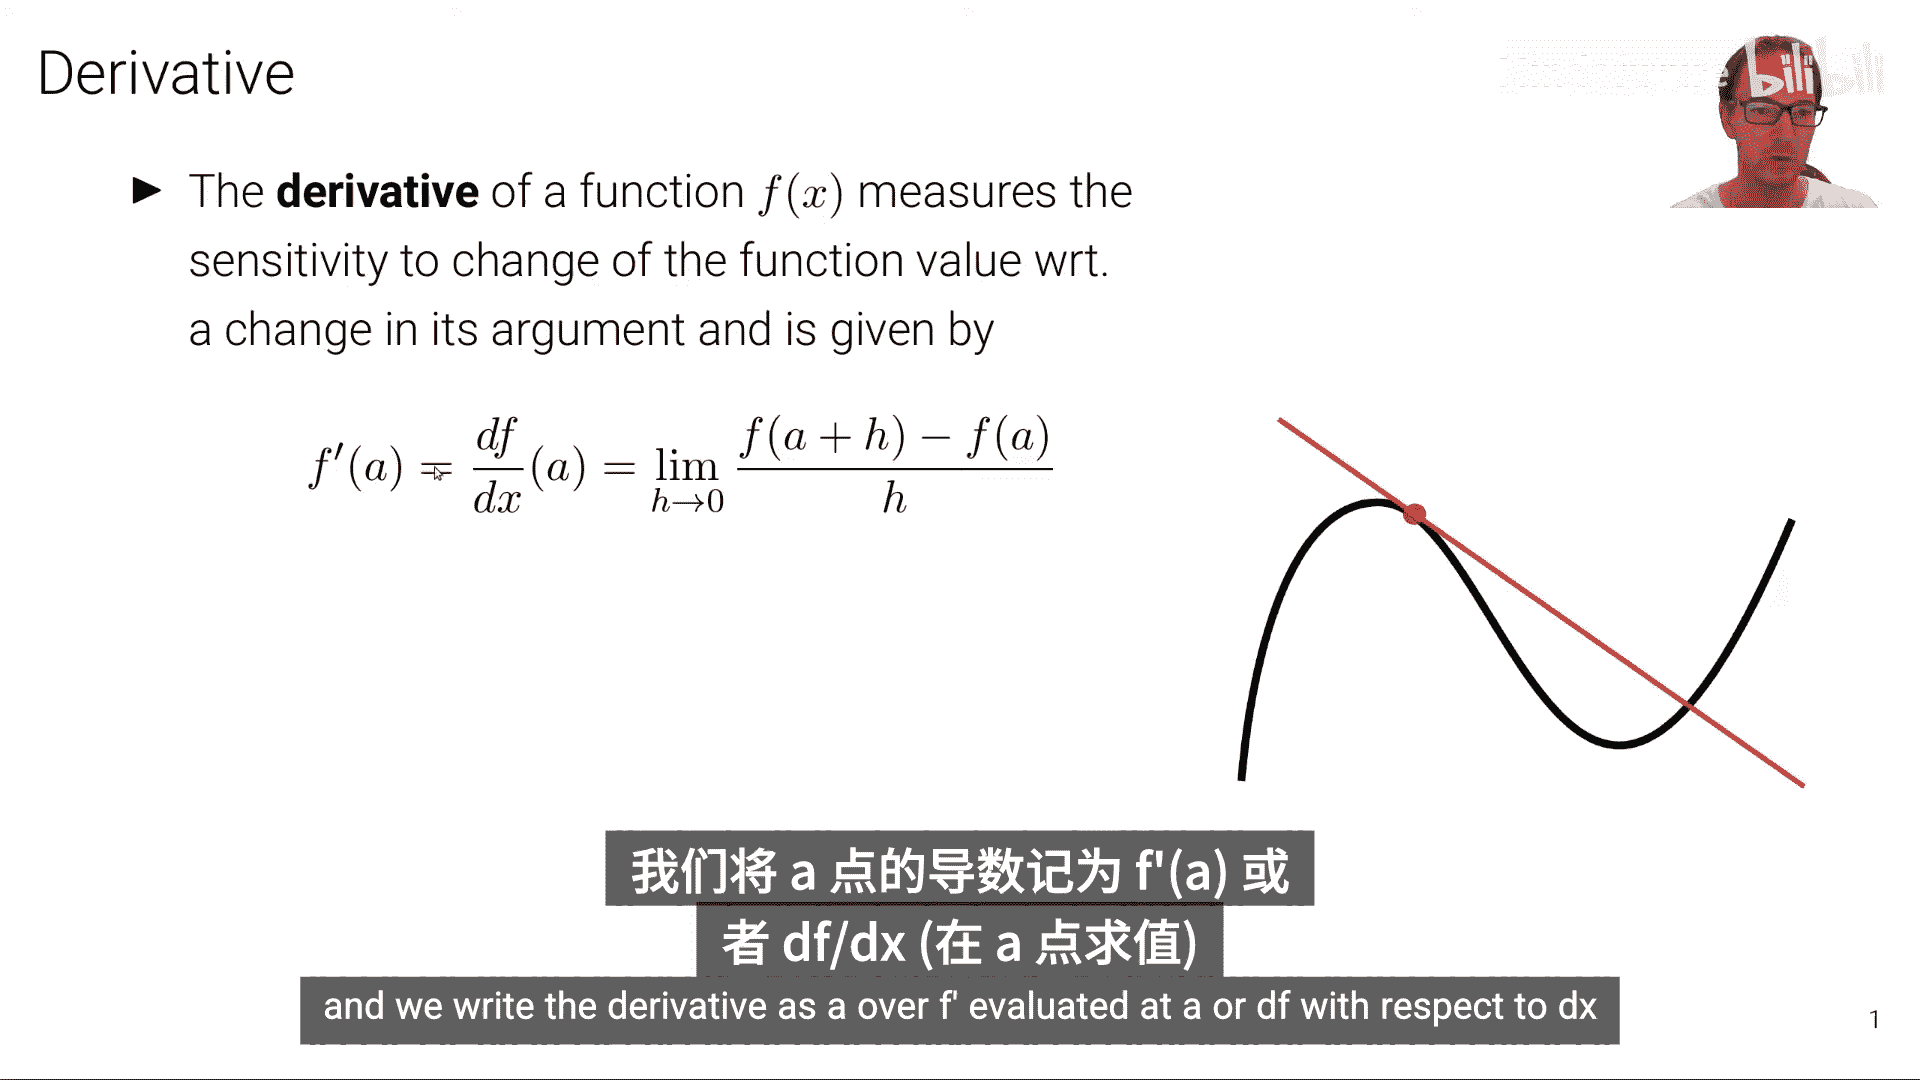 Derivative
bili bili
► The derivative of a function f(x) measures the
sensitivity to change of the function value wrt.
a change in its argument and is given by
f′(a) = df/dx (a) = lim h→0 f(a + h) − f(a) / h
我们将 a 点的导数记为 f'(a) 或
者 df/dx (在 a 点求值)
and we write the derivative as a over f' evaluated at a or df with respect to dx
1